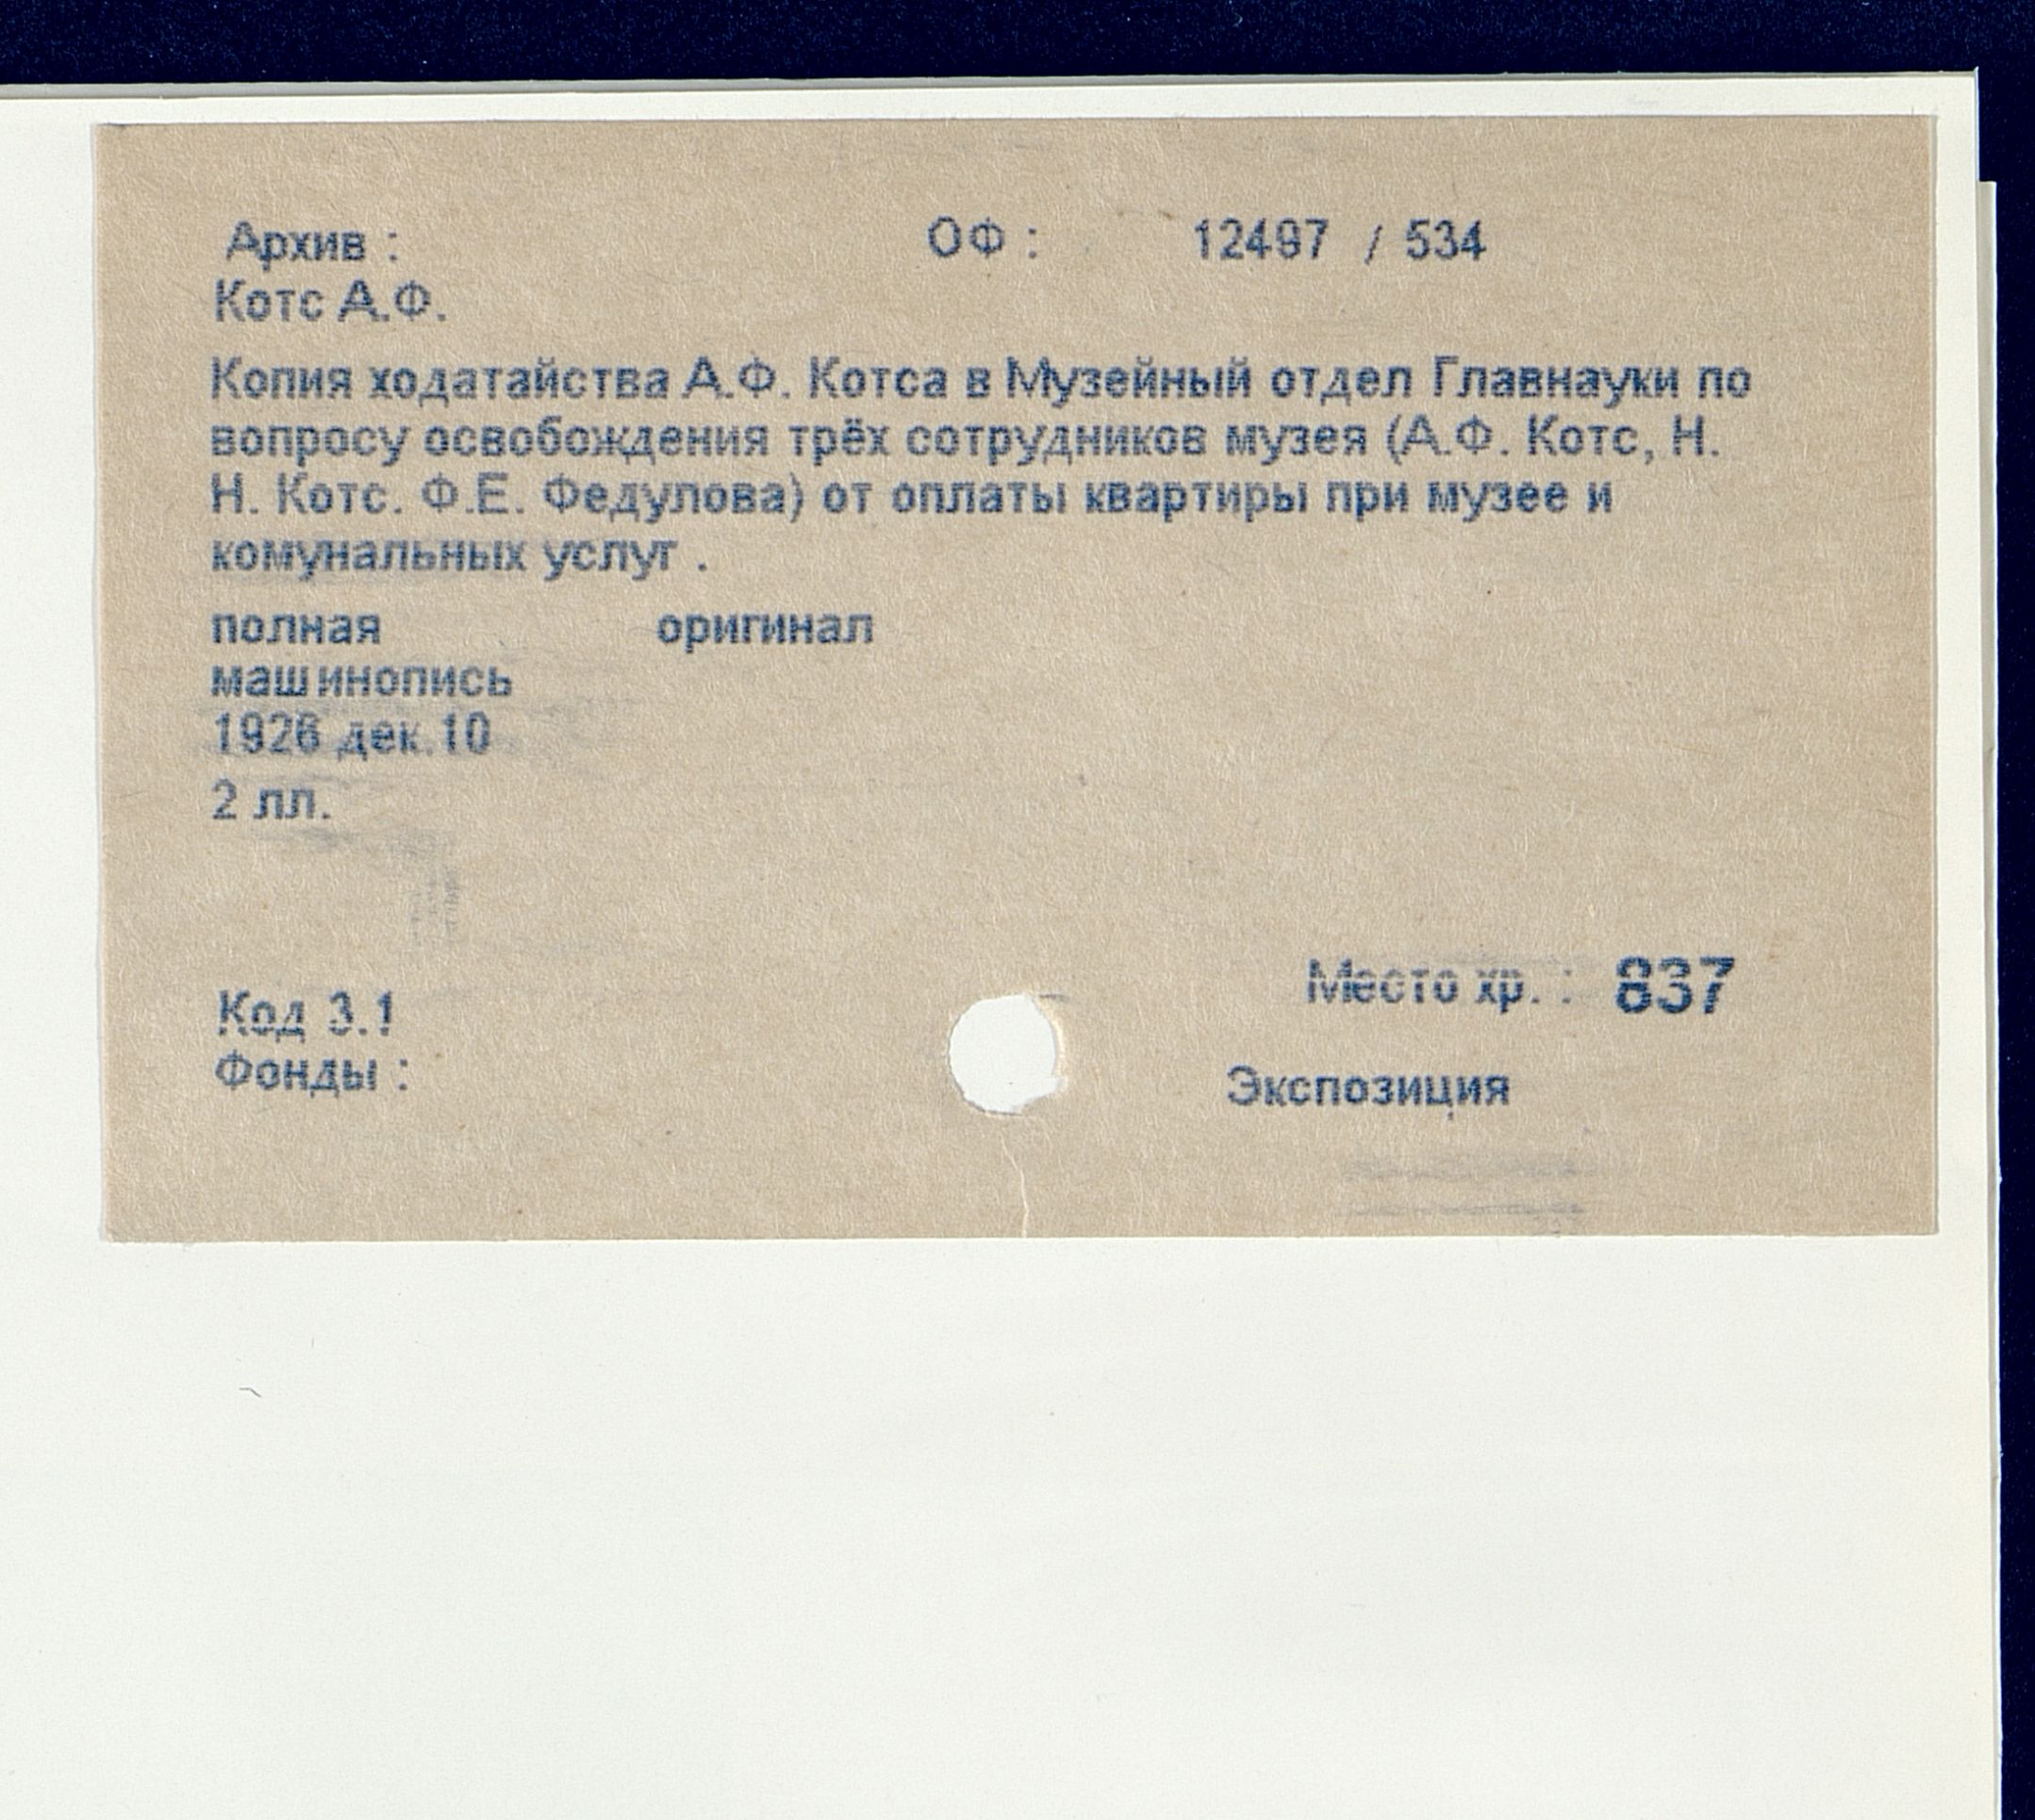 Архив : ОФ : 12497 / 534
Котс А.Ф.
Копия ходатайства А.Ф. Котса в Музейный отдел Главнауки по
вопросу освобождения трёх сотрудников музея (А.Ф. Котс, Н.
Н. Котс. Ф.Е. Федулова) от оплаты квартиры при музее и
комунальных услуг .
полная оригинал
машинопись
1926 дек.10
2 лл.
Место хр. : 837
Код 3.1
Фонды :
Экспозиция